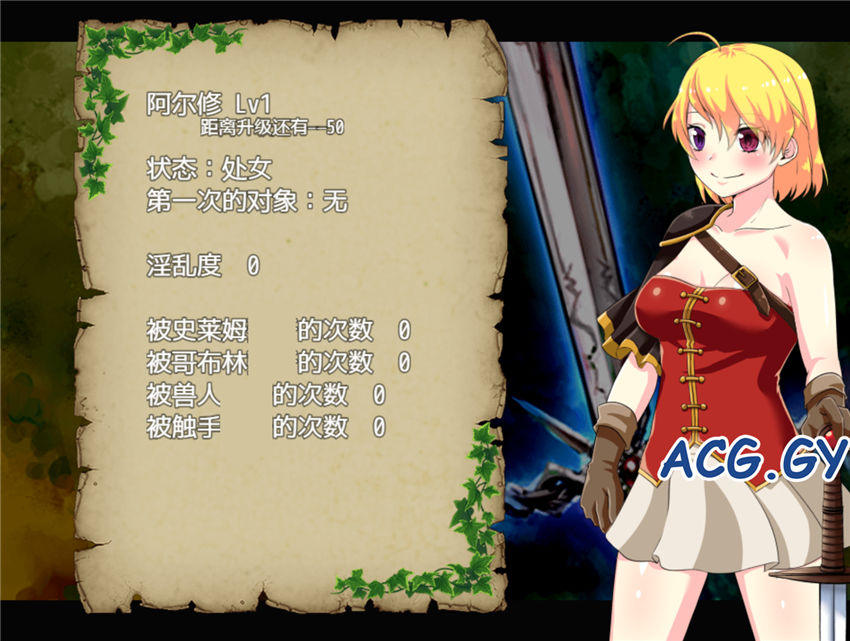 阿尔修 Lv1
距离升级还有--50
状态：处女
第一次的对象：无
淫乱度 0
被史莱姆 的次数 0
被哥布林 的次数 0
被兽人 的次数 0
被触手 的次数 0
ACG.GY